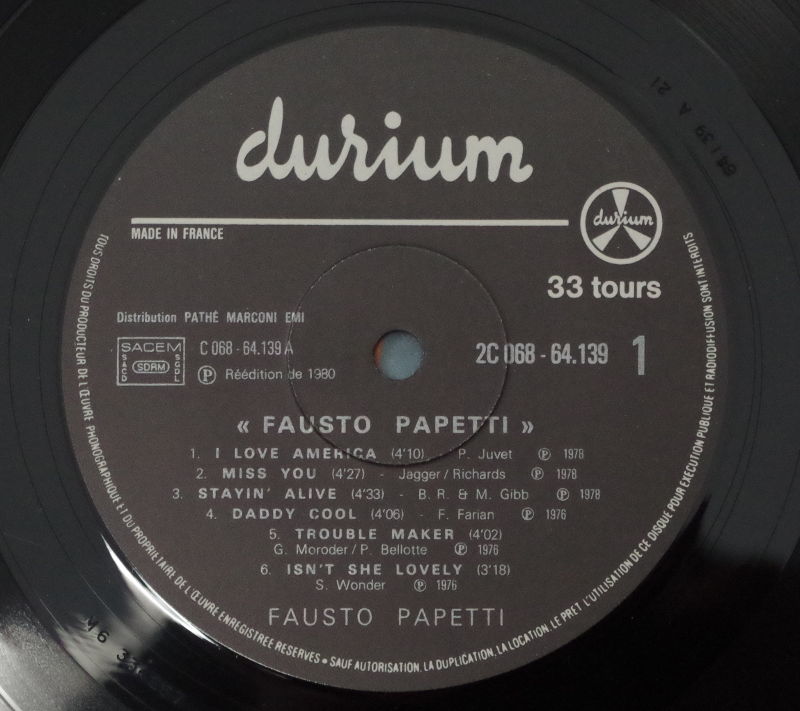 durium
durium
MADE IN FRANCE
33 tours
Distribution PATHÉ MARCONI EMI
SACEM
SACD
SDRM
SGDL
C 068 - 64.139 A
Ⓟ Réédition de 1980
2C 068 - 64.139 1
« FAUSTO PAPETTI »
1. I LOVE AMERICA (4'10) - P. Juvet Ⓟ 1978
2. MISS YOU (4'27) - Jagger / Richards Ⓟ 1978
3. STAYIN' ALIVE (4'33) - B. R. & M. Gibb Ⓟ 1978
4. DADDY COOL (4'06) - F. Farian Ⓟ 1976
5. TROUBLE MAKER (4'02)
G. Moroder / P. Bellotte Ⓟ 1976
6. ISN'T SHE LOVELY (3'18)
S. Wonder Ⓟ 1976
FAUSTO PAPETTI
TOUS DROITS DU PRODUCTEUR DE L'ŒUVRE PHONOGRAPHIQUE ET DU PROPRIETAIRE DE L'ŒUVRE ENREGISTREE RESERVES • SAUF AUTORISATION, LA DUPLICATION, LA LOCATION, LE PRET, L'UTILISATION DE CE DISQUE POUR EXECUTION PUBLIQUE ET RADIODIFFUSION SONT INTERDITS